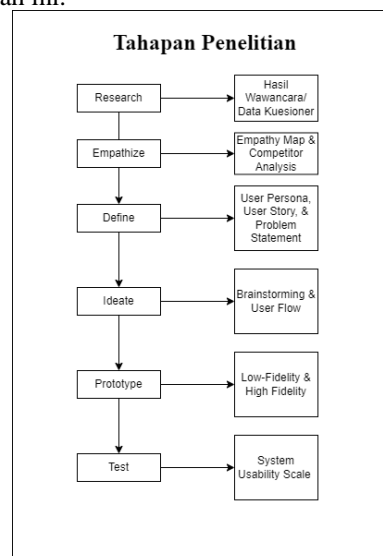 Tahapan Penelitian
Research
Hasil
Wawancara/
Data Kuesioner
Empathize
Empathy Map &
Competitor
Analysis
Define
User Persona,
User Story, &
Problem
Statement
Ideate
Brainstorming &
User Flow
Prototype
Low-Fidelity &
High Fidelity
Test
System
Usability Scale